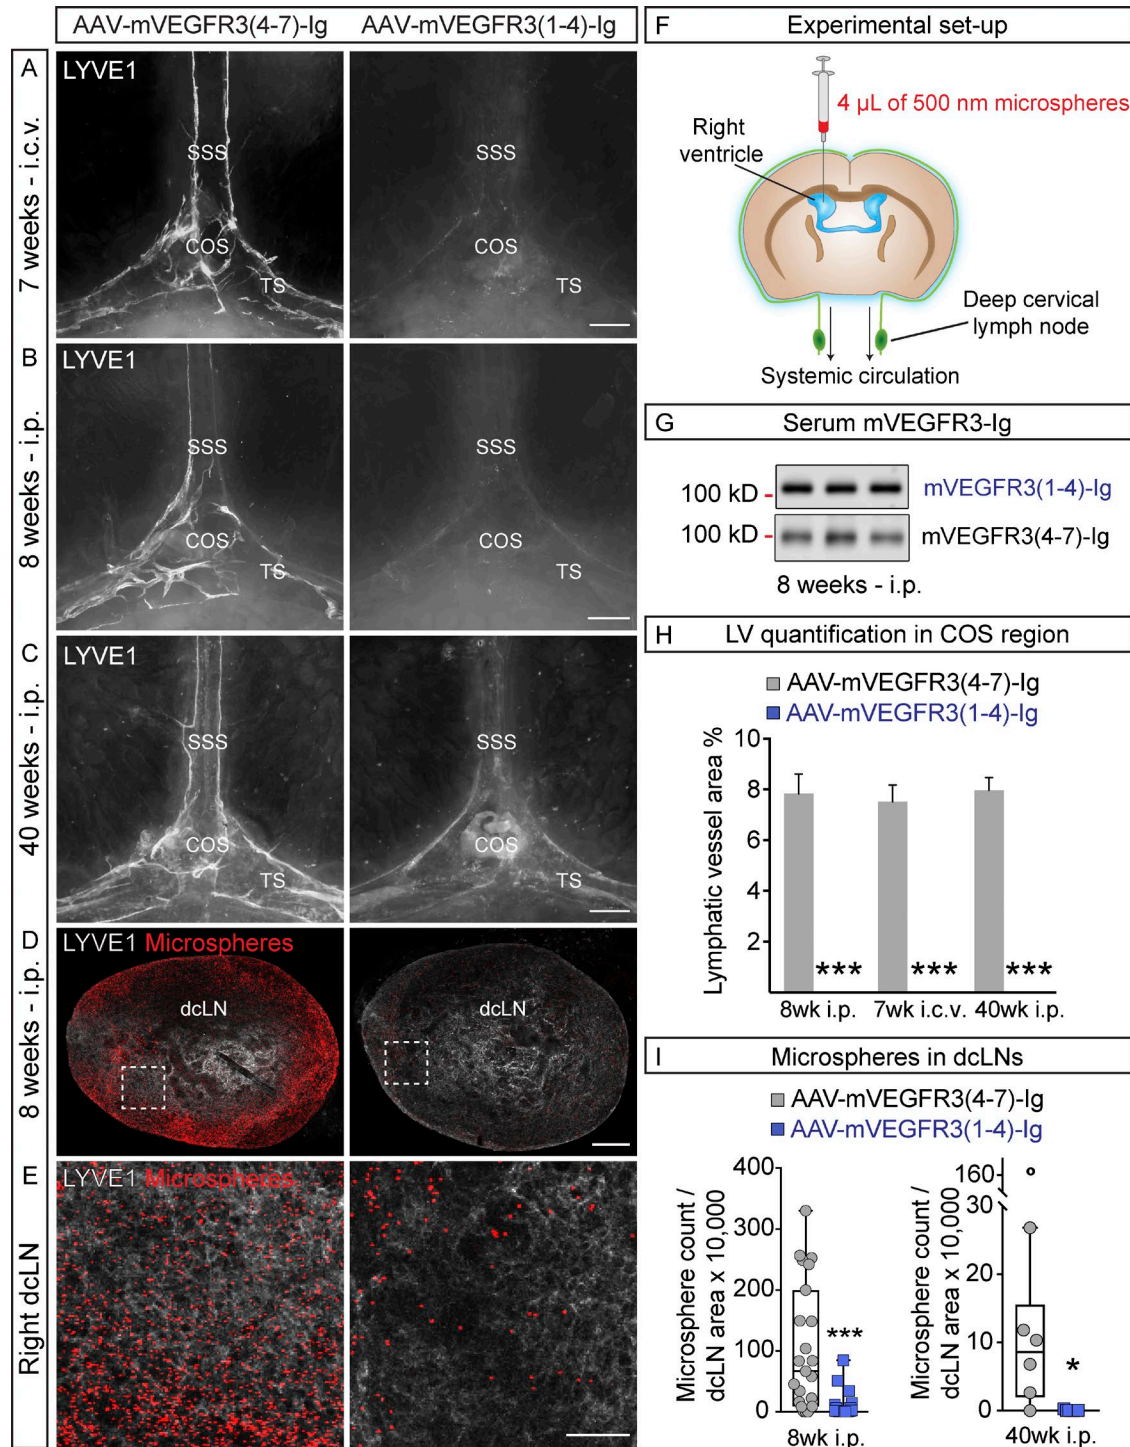 AAV-mVEGFR3(4-7)-Ig
AAV-mVEGFR3(1-4)-Ig
A
7 weeks - i.c.v.
LYVE1
SSS
COS
TS
SSS
COS
TS
B
8 weeks - i.p.
LYVE1
SSS
COS
TS
SSS
COS
TS
C
40 weeks - i.p.
LYVE1
SSS
COS
TS
SSS
COS
TS
D
8 weeks - i.p.
LYVE1 Microspheres
dcLN
dcLN
E
Right dcLN
LYVE1 Microspheres
F
Experimental set-up
4 µL of 500 nm microspheres
Right
ventricle
Deep cervical
lymph node
Systemic circulation
G
Serum mVEGFR3-Ig
100 kD
mVEGFR3(1-4)-Ig
100 kD
mVEGFR3(4-7)-Ig
8 weeks - i.p.
H
LV quantification in COS region
AAV-mVEGFR3(4-7)-Ig
AAV-mVEGFR3(1-4)-Ig
Lymphatic vessel area %
10
8
6
4
2
***
***
***
8wk i.p.
7wk i.c.v.
40wk i.p.
I
Microspheres in dcLNs
AAV-mVEGFR3(4-7)-Ig
AAV-mVEGFR3(1-4)-Ig
Microsphere count /
dcLN area x 10,000
400
300
200
100
0
***
8wk i.p.
Microsphere count /
dcLN area x 10,000
160
30
20
10
0
*
40wk i.p.